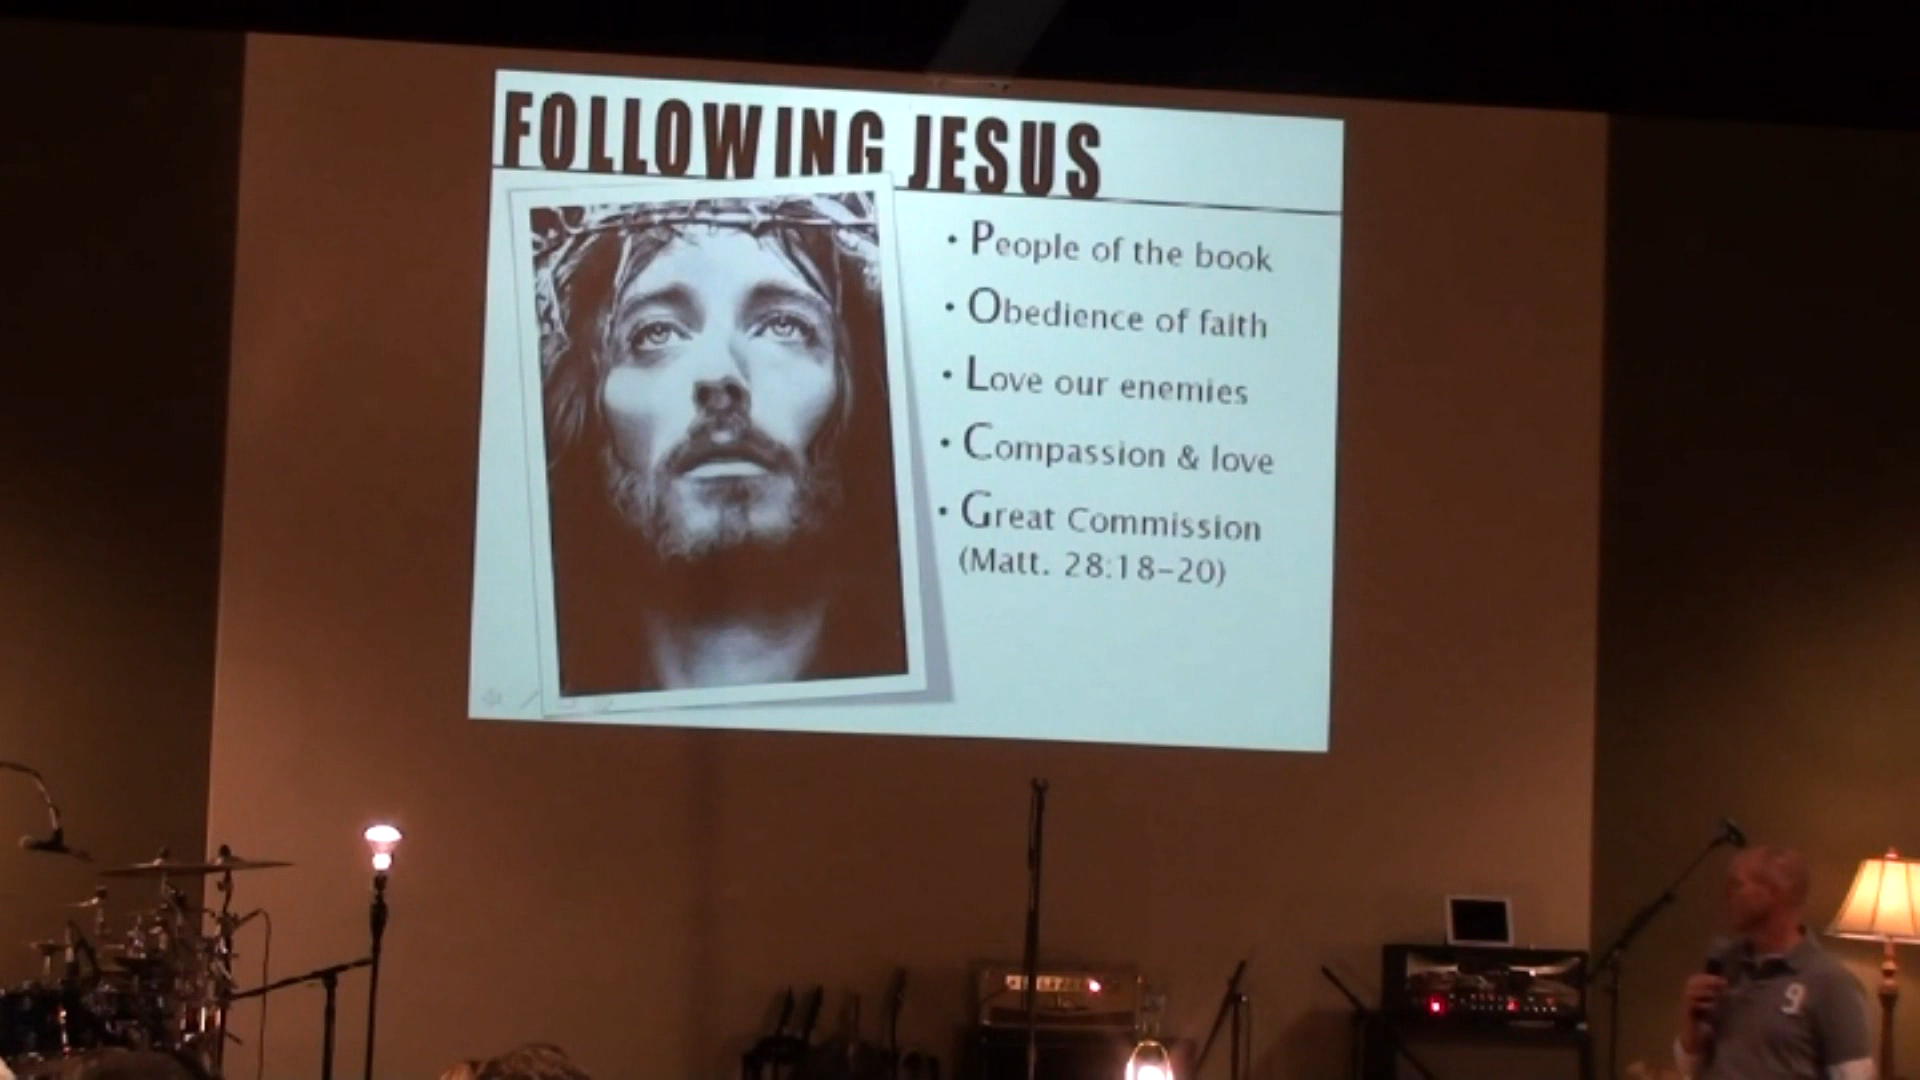 FOLLOWING JESUS
• People of the book
• Obedience of faith
• Love our enemies
• Compassion & love
• Great Commission
(Matt. 28:18-20)
9